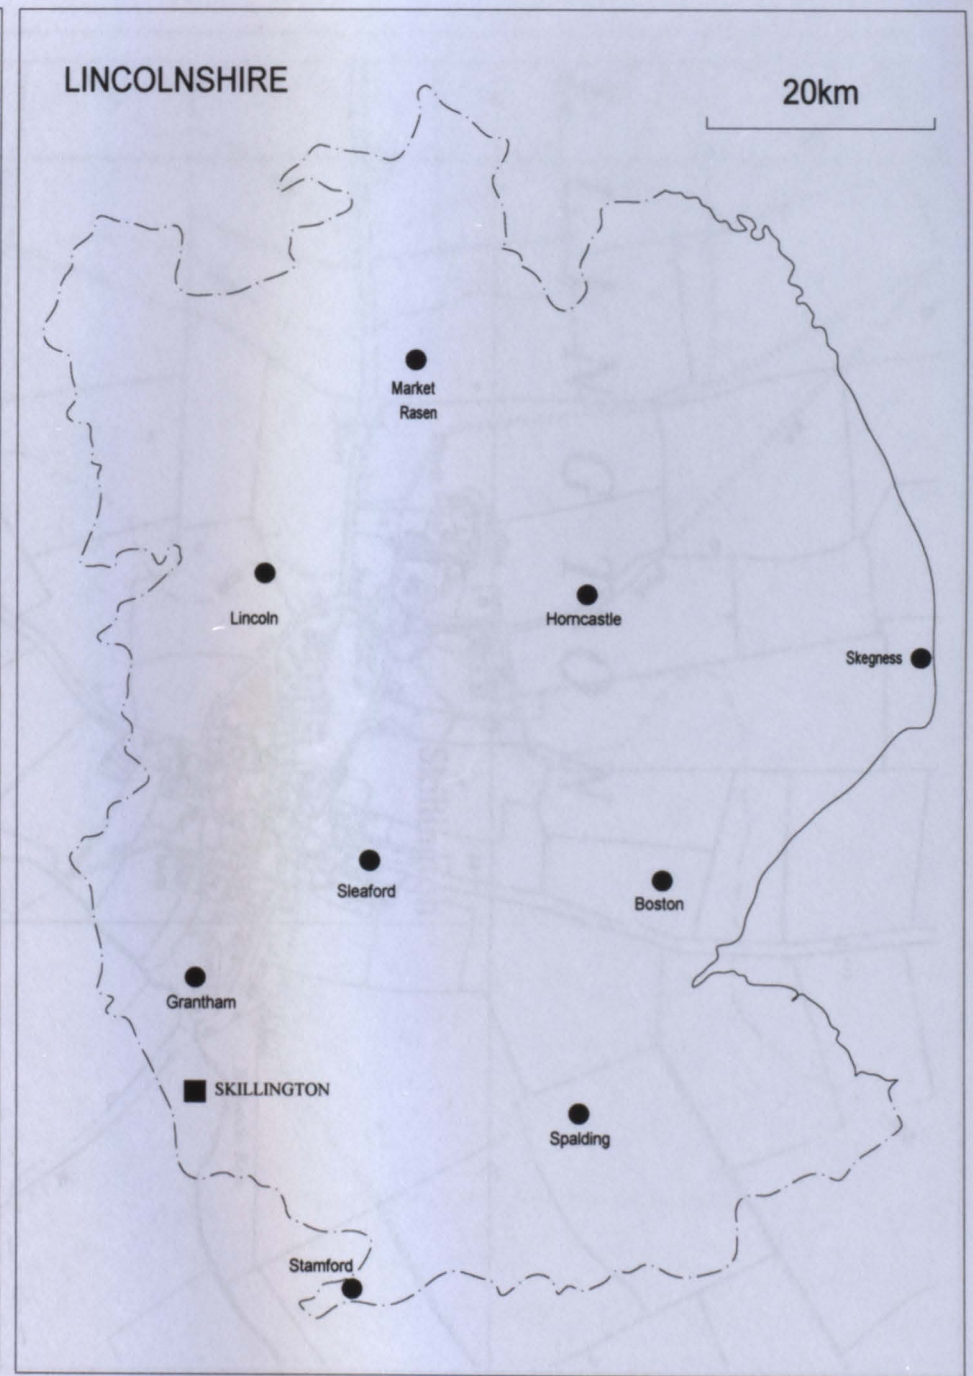 LINCOLNSHIRE
20km
Market
Rasen
Lincoln
Horncastle
Skegness
Sleaford
Boston
Grantham
SKILLINGTON
Spalding
Stamford